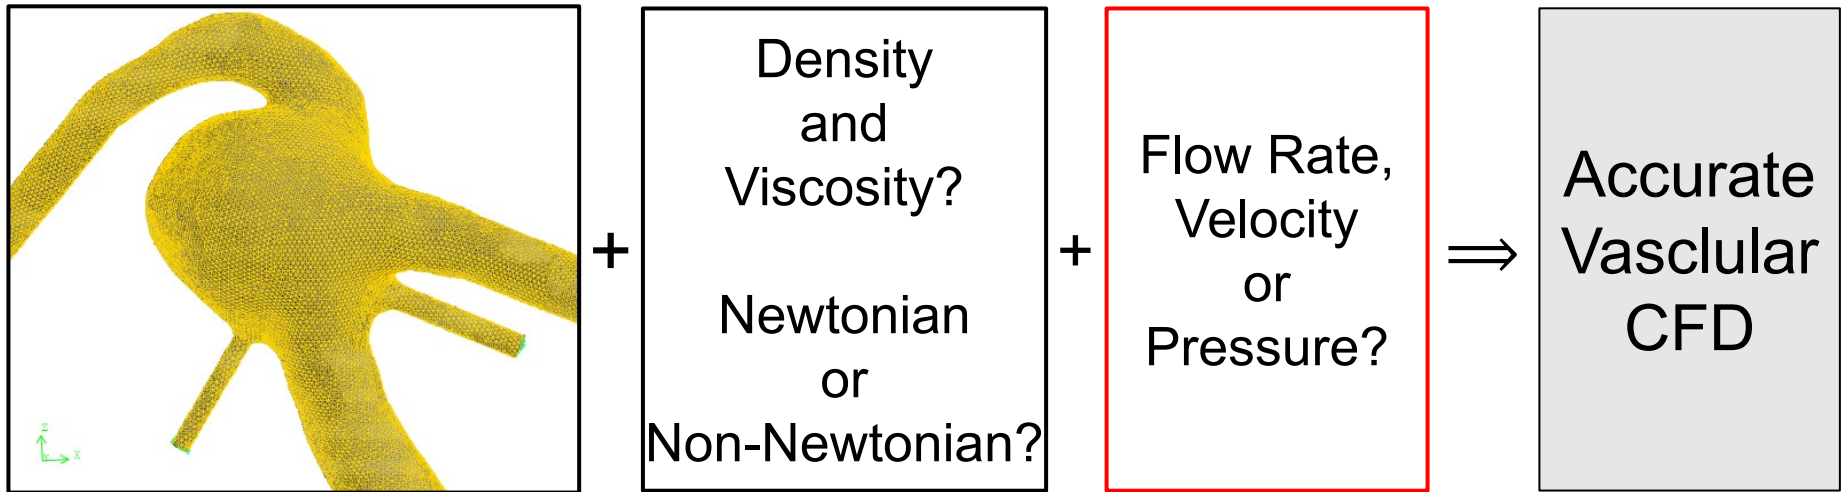 Density
and
Viscosity?
Newtonian
or
Non-Newtonian?
+
+
Flow Rate,
Velocity
or
Pressure?
⟹
Accurate
Vasclular
CFD
Z
Y
X